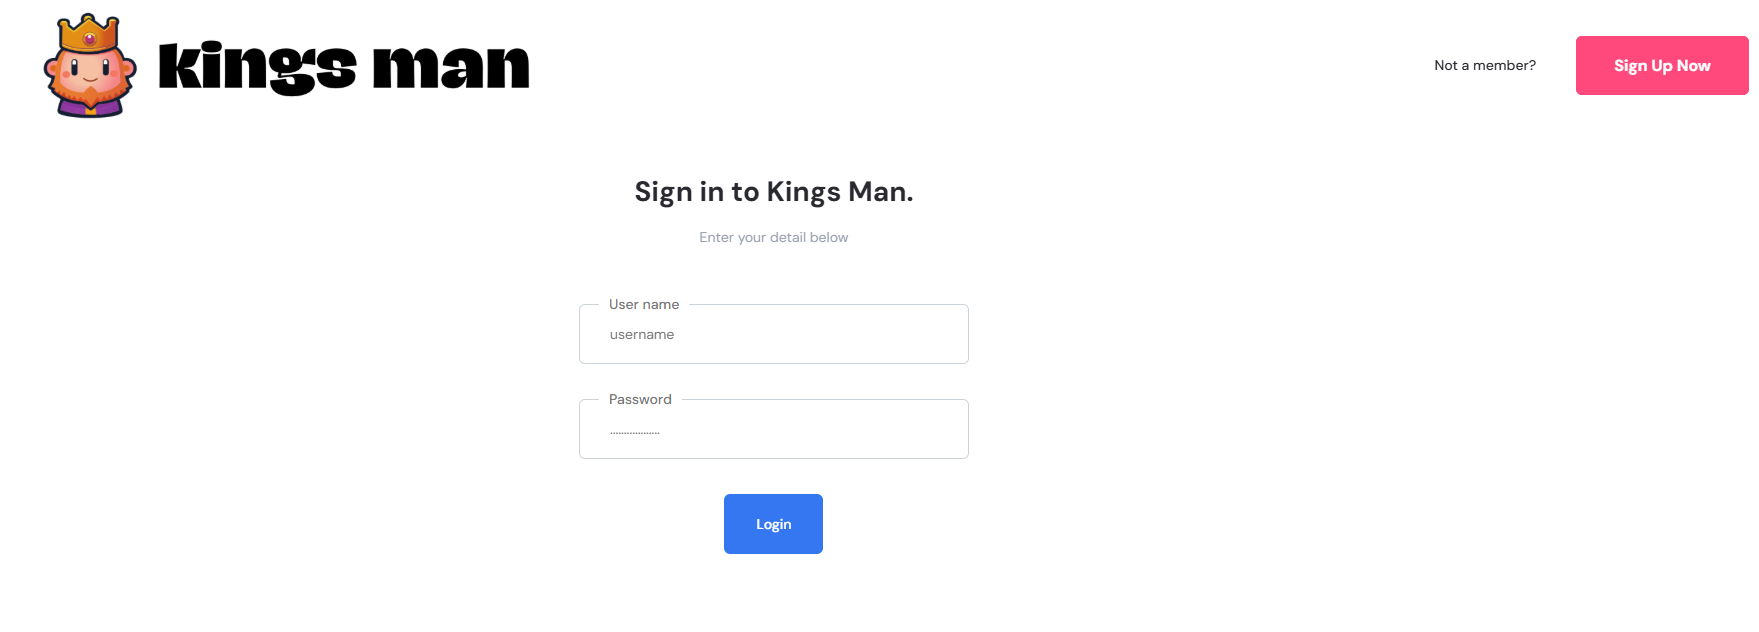 kings man
Not a member?
Sign Up Now
Sign in to Kings Man.
Enter your detail below
User name
username
Password
..................
Login